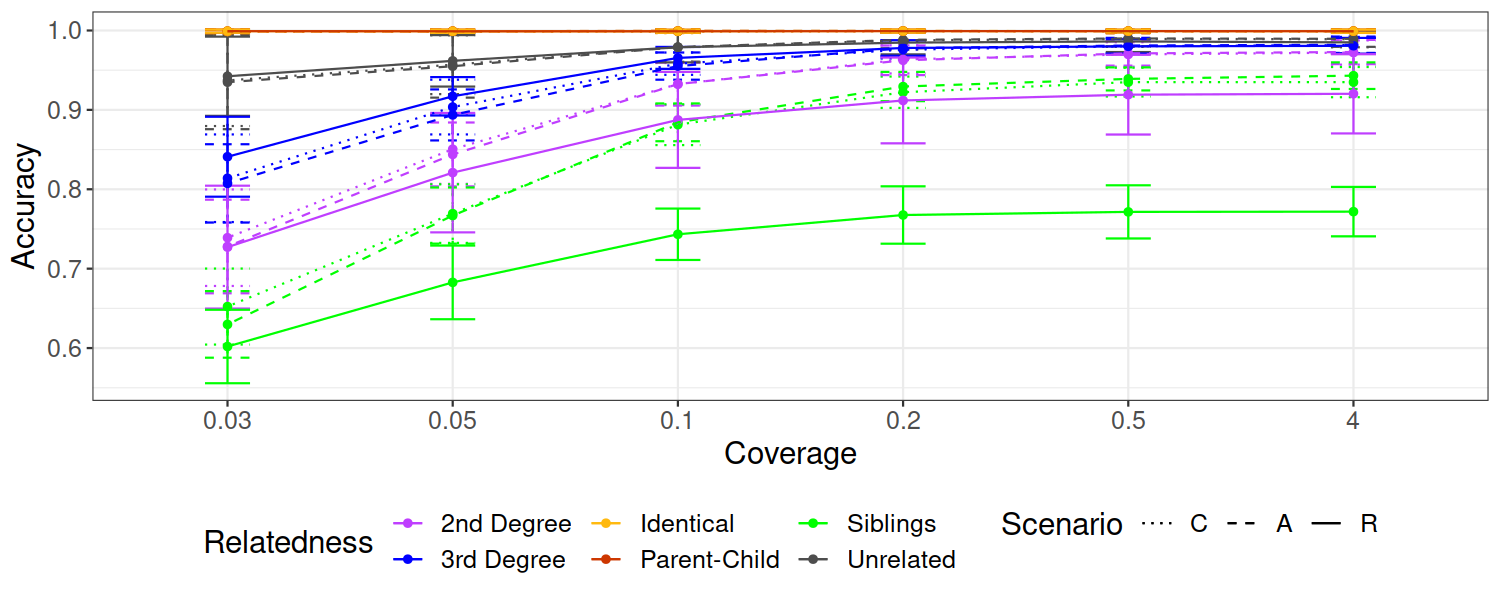 1.0
0.9
0.8
0.7
0.6
Accuracy
0.03 0.05 0.1 0.2 0.5 4
Coverage
Relatedness
2nd Degree Identical Siblings
3rd Degree Parent-Child Unrelated
Scenario C A R